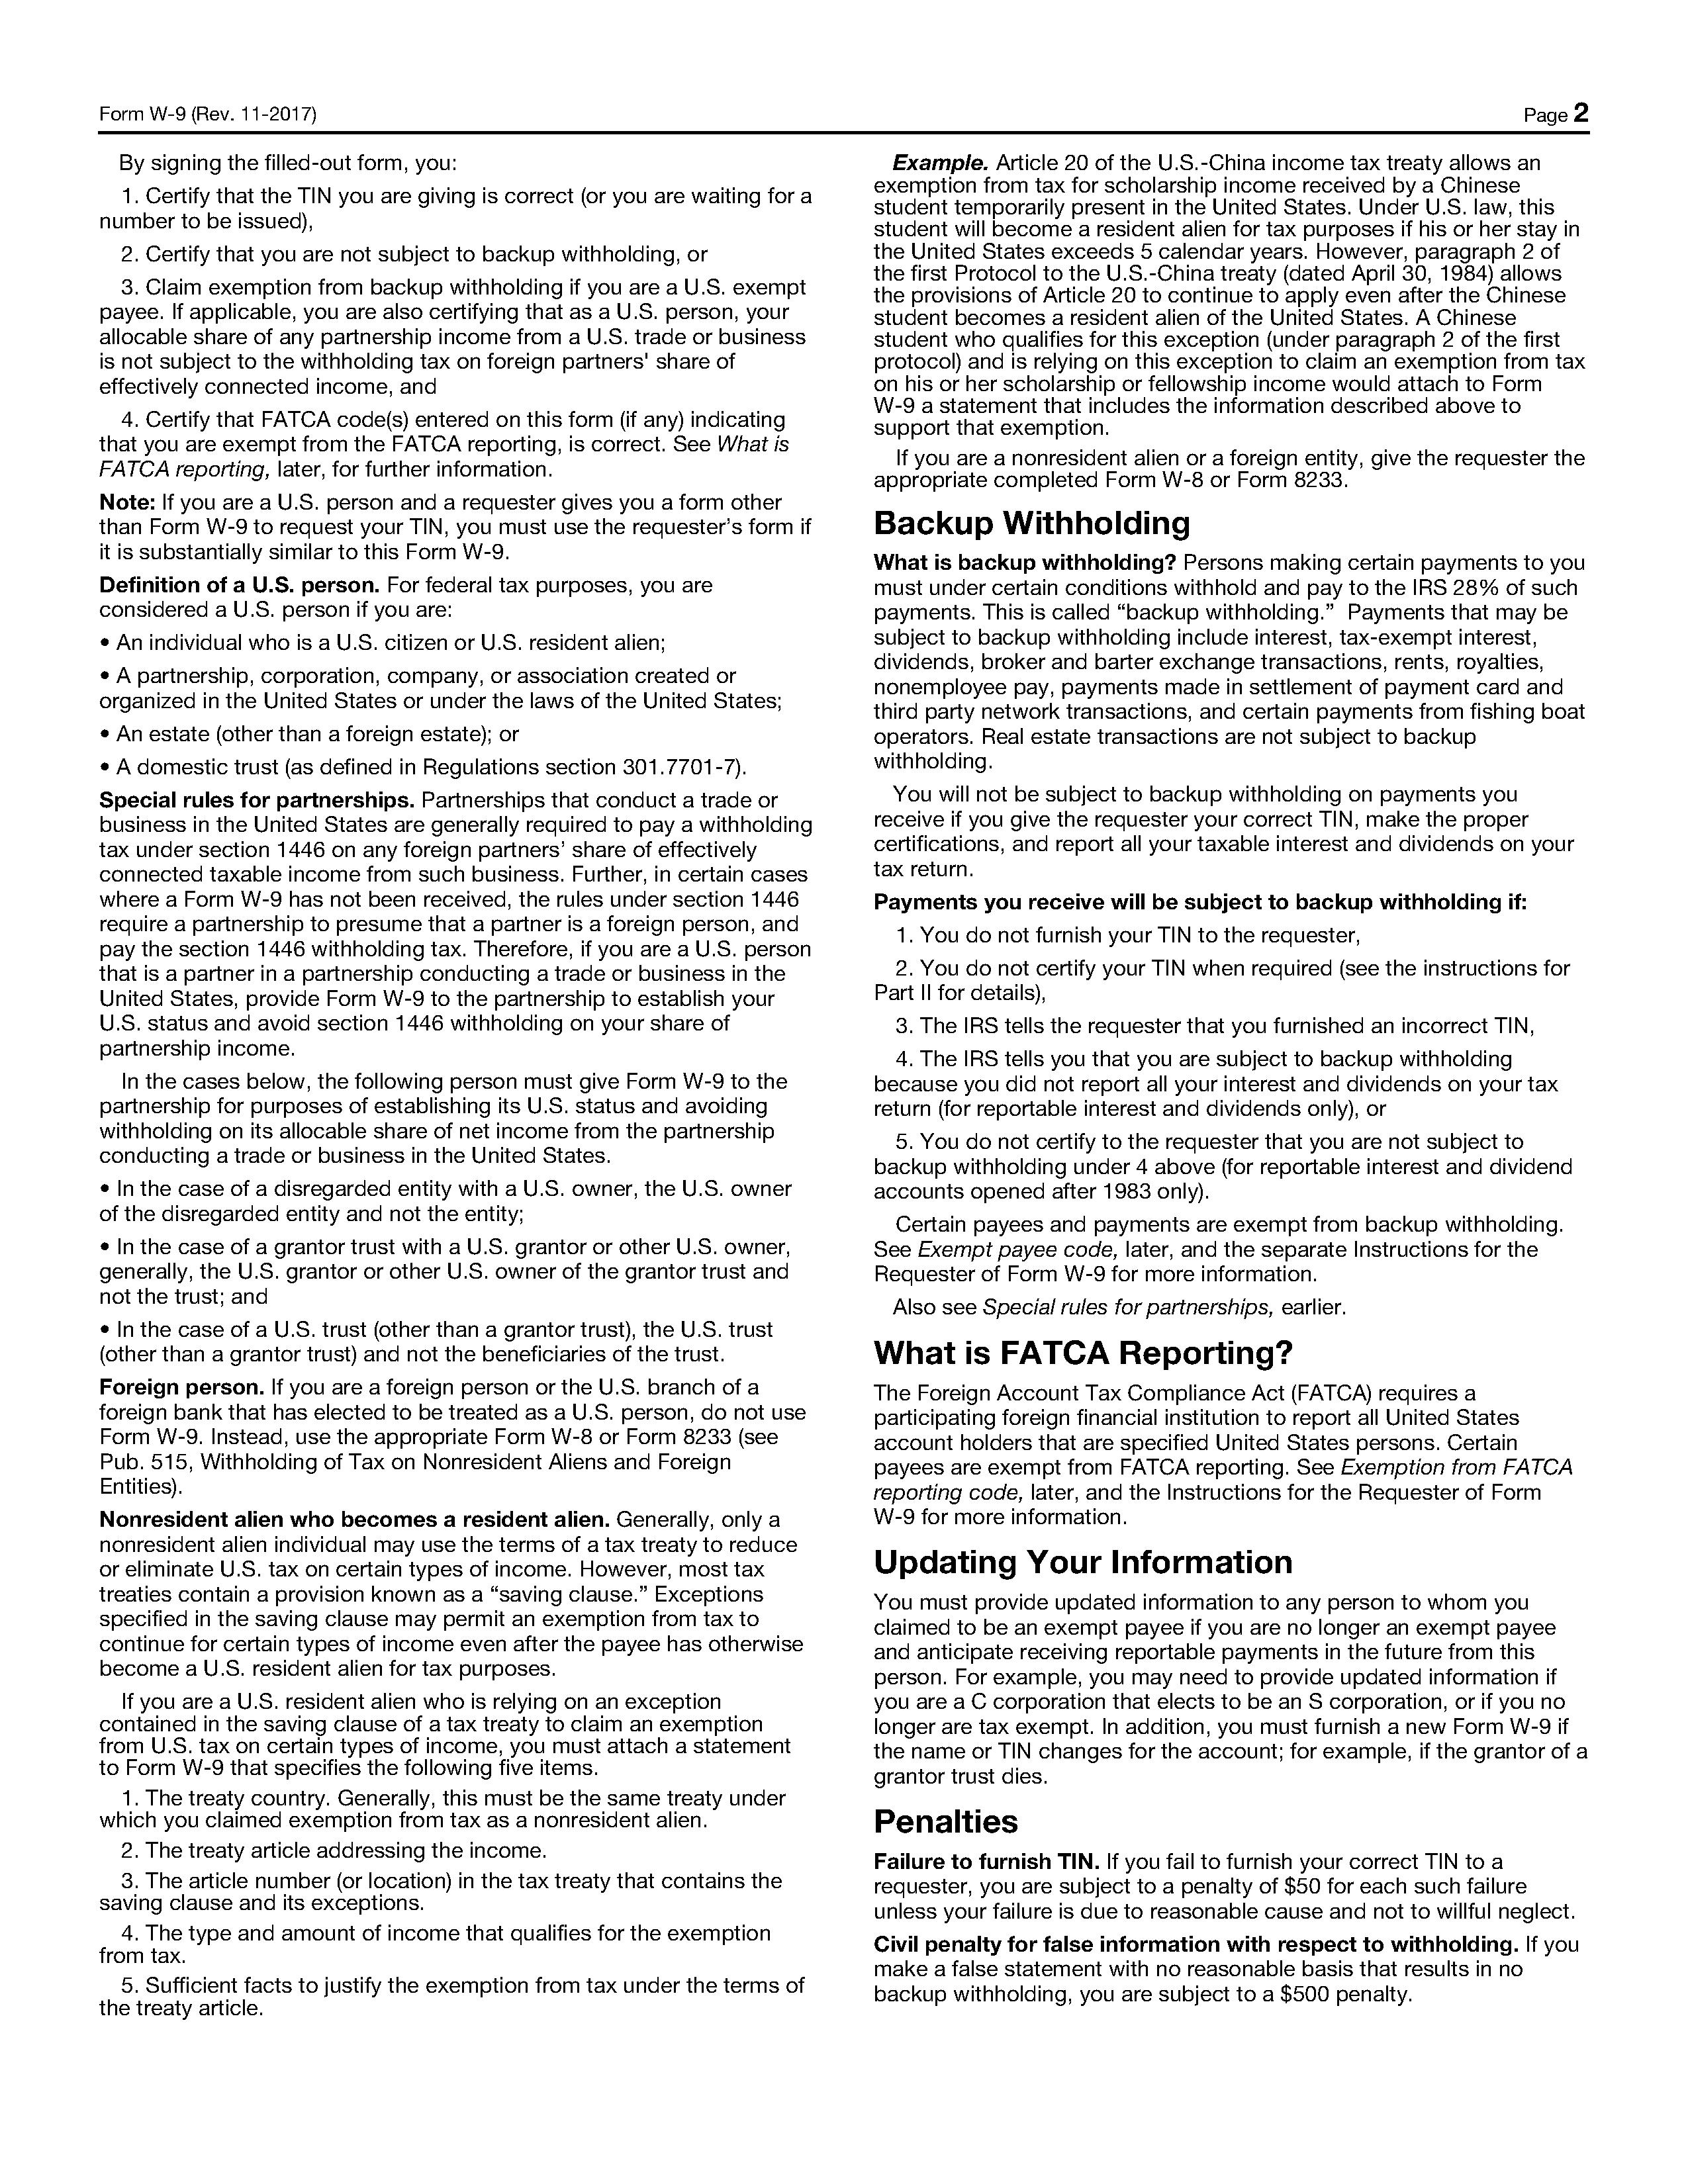 Form W-9 (Rev. 11-2017)
Page 2
By signing the filled-out form, you:
1. Certify that the TIN you are giving is correct (or you are waiting for a
number to be issued),
2. Certify that you are not subject to backup withholding, or
3. Claim exemption from backup withholding if you are a U.S. exempt
payee. If applicable, you are also certifying that as a U.S. person, your
allocable share of any partnership income from a U.S. trade or business
is not subject to the withholding tax on foreign partners' share of
effectively connected income, and
4. Certify that FATCA code(s) entered on this form (if any) indicating
that you are exempt from the FATCA reporting, is correct. See What is
FATCA reporting, later, for further information.
Note: If you are a U.S. person and a requester gives you a form other
than Form W-9 to request your TIN, you must use the requester’s form if
it is substantially similar to this Form W-9.
Definition of a U.S. person. For federal tax purposes, you are
considered a U.S. person if you are:
• An individual who is a U.S. citizen or U.S. resident alien;
• A partnership, corporation, company, or association created or
organized in the United States or under the laws of the United States;
• An estate (other than a foreign estate); or
• A domestic trust (as defined in Regulations section 301.7701-7).
Special rules for partnerships. Partnerships that conduct a trade or
business in the United States are generally required to pay a withholding
tax under section 1446 on any foreign partners’ share of effectively
connected taxable income from such business. Further, in certain cases
where a Form W-9 has not been received, the rules under section 1446
require a partnership to presume that a partner is a foreign person, and
pay the section 1446 withholding tax. Therefore, if you are a U.S. person
that is a partner in a partnership conducting a trade or business in the
United States, provide Form W-9 to the partnership to establish your
U.S. status and avoid section 1446 withholding on your share of
partnership income.
In the cases below, the following person must give Form W-9 to the
partnership for purposes of establishing its U.S. status and avoiding
withholding on its allocable share of net income from the partnership
conducting a trade or business in the United States.
• In the case of a disregarded entity with a U.S. owner, the U.S. owner
of the disregarded entity and not the entity;
• In the case of a grantor trust with a U.S. grantor or other U.S. owner,
generally, the U.S. grantor or other U.S. owner of the grantor trust and
not the trust; and
• In the case of a U.S. trust (other than a grantor trust), the U.S. trust
(other than a grantor trust) and not the beneficiaries of the trust.
Foreign person. If you are a foreign person or the U.S. branch of a
foreign bank that has elected to be treated as a U.S. person, do not use
Form W-9. Instead, use the appropriate Form W-8 or Form 8233 (see
Pub. 515, Withholding of Tax on Nonresident Aliens and Foreign
Entities).
Nonresident alien who becomes a resident alien. Generally, only a
nonresident alien individual may use the terms of a tax treaty to reduce
or eliminate U.S. tax on certain types of income. However, most tax
treaties contain a provision known as a “saving clause.” Exceptions
specified in the saving clause may permit an exemption from tax to
continue for certain types of income even after the payee has otherwise
become a U.S. resident alien for tax purposes.
If you are a U.S. resident alien who is relying on an exception
contained in the saving clause of a tax treaty to claim an exemption
from U.S. tax on certain types of income, you must attach a statement
to Form W-9 that specifies the following five items.
1. The treaty country. Generally, this must be the same treaty under
which you claimed exemption from tax as a nonresident alien.
2. The treaty article addressing the income.
3. The article number (or location) in the tax treaty that contains the
saving clause and its exceptions.
4. The type and amount of income that qualifies for the exemption
from tax.
5. Sufficient facts to justify the exemption from tax under the terms of
the treaty article.
Example. Article 20 of the U.S.-China income tax treaty allows an
exemption from tax for scholarship income received by a Chinese
student temporarily present in the United States. Under U.S. law, this
student will become a resident alien for tax purposes if his or her stay in
the United States exceeds 5 calendar years. However, paragraph 2 of
the first Protocol to the U.S.-China treaty (dated April 30, 1984) allows
the provisions of Article 20 to continue to apply even after the Chinese
student becomes a resident alien of the United States. A Chinese
student who qualifies for this exception (under paragraph 2 of the first
protocol) and is relying on this exception to claim an exemption from tax
on his or her scholarship or fellowship income would attach to Form
W-9 a statement that includes the information described above to
support that exemption.
If you are a nonresident alien or a foreign entity, give the requester the
appropriate completed Form W-8 or Form 8233.
Backup Withholding
What is backup withholding? Persons making certain payments to you
must under certain conditions withhold and pay to the IRS 28% of such
payments. This is called “backup withholding.”  Payments that may be
subject to backup withholding include interest, tax-exempt interest,
dividends, broker and barter exchange transactions, rents, royalties,
nonemployee pay, payments made in settlement of payment card and
third party network transactions, and certain payments from fishing boat
operators. Real estate transactions are not subject to backup
withholding.
You will not be subject to backup withholding on payments you
receive if you give the requester your correct TIN, make the proper
certifications, and report all your taxable interest and dividends on your
tax return.
Payments you receive will be subject to backup withholding if:
1. You do not furnish your TIN to the requester,
2. You do not certify your TIN when required (see the instructions for
Part II for details),
3. The IRS tells the requester that you furnished an incorrect TIN,
4. The IRS tells you that you are subject to backup withholding
because you did not report all your interest and dividends on your tax
return (for reportable interest and dividends only), or
5. You do not certify to the requester that you are not subject to
backup withholding under 4 above (for reportable interest and dividend
accounts opened after 1983 only).
Certain payees and payments are exempt from backup withholding.
See Exempt payee code, later, and the separate Instructions for the
Requester of Form W-9 for more information.
Also see Special rules for partnerships, earlier.
What is FATCA Reporting?
The Foreign Account Tax Compliance Act (FATCA) requires a
participating foreign financial institution to report all United States
account holders that are specified United States persons. Certain
payees are exempt from FATCA reporting. See Exemption from FATCA
reporting code, later, and the Instructions for the Requester of Form
W-9 for more information.
Updating Your Information
You must provide updated information to any person to whom you
claimed to be an exempt payee if you are no longer an exempt payee
and anticipate receiving reportable payments in the future from this
person. For example, you may need to provide updated information if
you are a C corporation that elects to be an S corporation, or if you no
longer are tax exempt. In addition, you must furnish a new Form W-9 if
the name or TIN changes for the account; for example, if the grantor of a
grantor trust dies.
Penalties
Failure to furnish TIN. If you fail to furnish your correct TIN to a
requester, you are subject to a penalty of $50 for each such failure
unless your failure is due to reasonable cause and not to willful neglect.
Civil penalty for false information with respect to withholding. If you
make a false statement with no reasonable basis that results in no
backup withholding, you are subject to a $500 penalty.